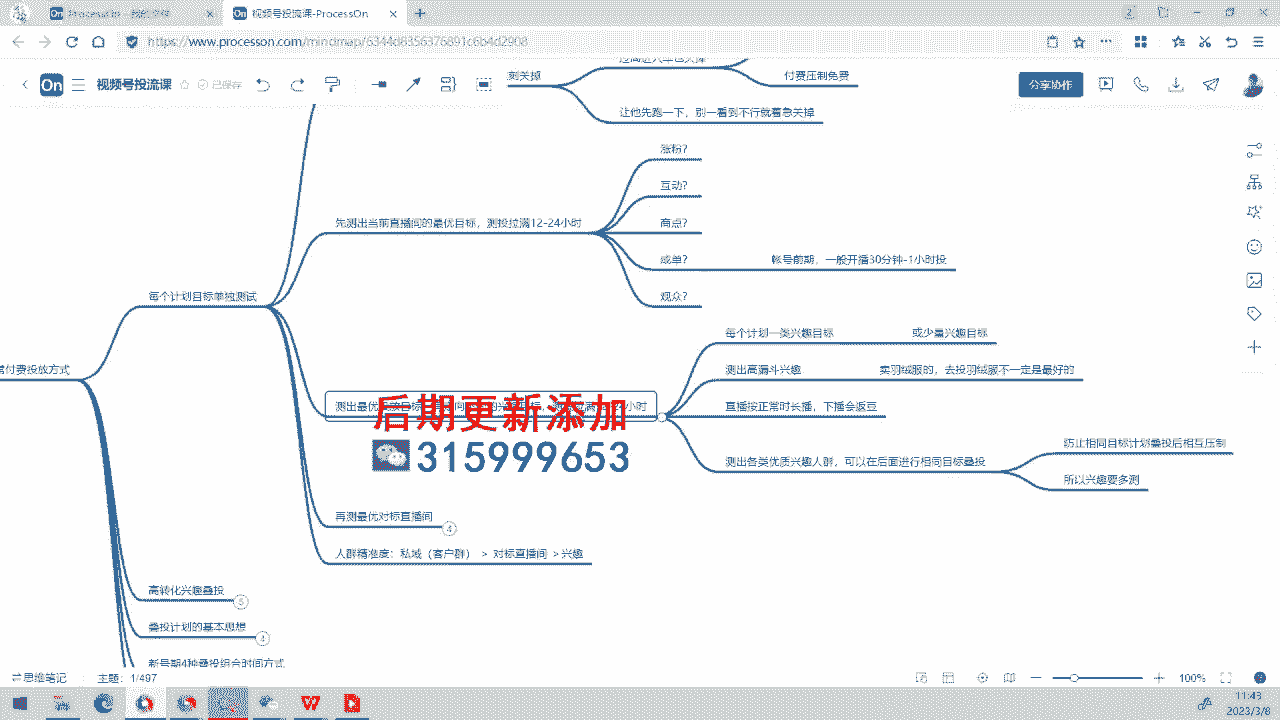 ProcessOn - 我的文件
视频号投流课-ProcessOn
https://www.processon.com/mindmap/6344d8356375891c6b4d2908
On
视频号投流课
已保存
测关掉
付费压制免费
让他先跑一下，别一看到不行就着急关掉
分享协作
涨粉？
互动？
先测出当前直播间的最优目标，测投拉满12-24小时
商点？
成单？
帐号前期，一般开播30分钟-1小时投
观众？
每个计划目标单独测试
每个计划一类兴趣目标
或少量兴趣目标
常付费投放方式
测出高漏斗兴趣
卖羽绒服的，去投羽绒服不一定是最好的
后期更新添加
直播按正常时长播，下播会返豆
315999653
防止相同目标计划叠投后相互压制
测出各类优质兴趣人群，可以在后面进行相同目标叠投
所以兴趣要多测
再测最优对标直播间
4
人群精准度：私域（客户群） > 对标直播间 > 兴趣
高转化兴趣叠投
5
叠投计划的基本思想
4
新号期4种叠投组合时间方式
思维笔记
主题：1/497
100%
11:43
2023/3/8